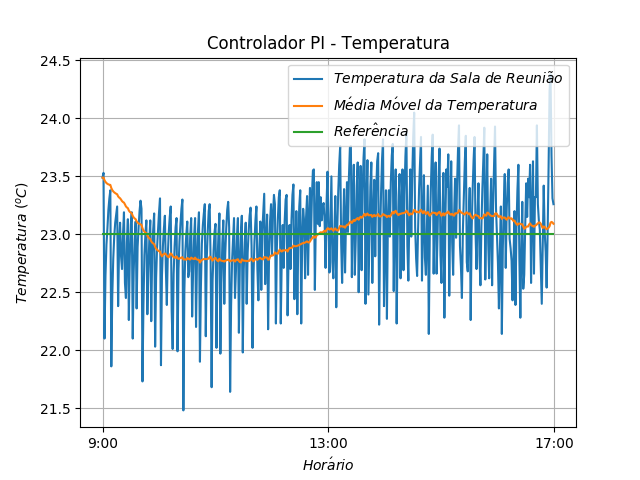 Controlador PI - Temperatura
24.5
24.0
23.5
23.0
22.5
22.0
21.5
Temperatura (ºC)
Temperatura da Sala de Reunião
Média Móvel da Temperatura
Referência
9:00
13:00
17:00
Horário